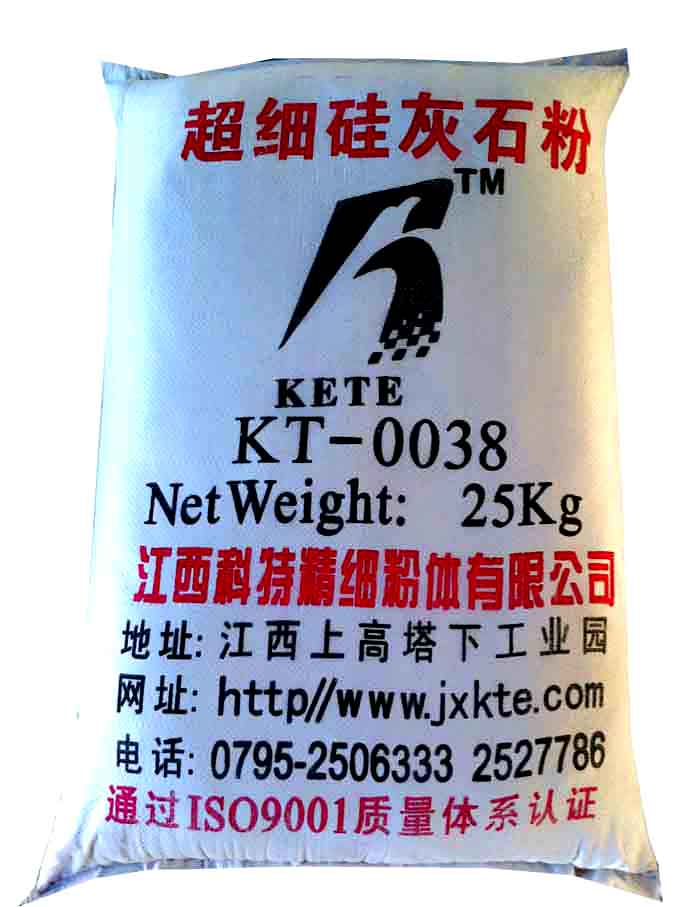 超细硅灰石粉
TM
KETE
KT-0038
Net Weight: 25Kg
江西科特精细粉体有限公司
地址: 江西上高塔下工业园
网址: http//www.jxkte.com
电话: 0795-2506333 2527786
通过ISO9001质量体系认证